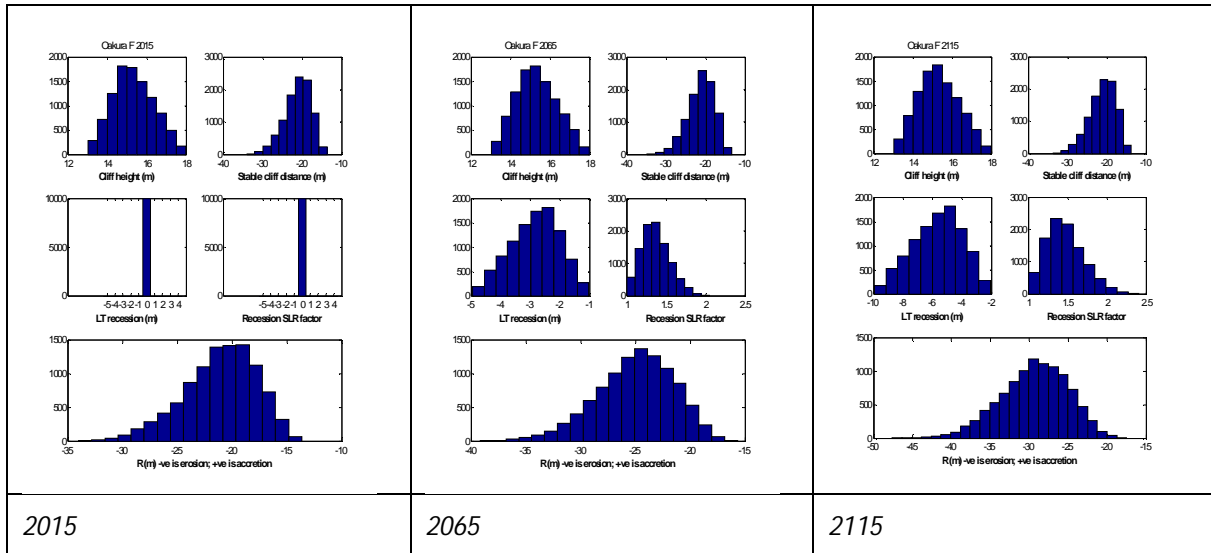 Oakura F 2015
2000
1500
1000
500
0
12 14 16 18
Cliff height (m)
3000
2000
1000
0
-40 -30 -20 -10
Stable cliff distance (m)
10000
5000
0
-5-4-3-2-1 0 1 2 3 4
LT recession (m)
10000
5000
0
-5-4-3-2-1 0 1 2 3 4
Recession SLR factor
1500
1000
500
0
-35 -30 -25 -20 -15 -10
R(m) -ve is erosion; +ve is accretion
Oakura F 2065
2000
1500
1000
500
0
12 14 16 18
Cliff height (m)
3000
2000
1000
0
-40 -30 -20 -10
Stable cliff distance (m)
2000
1500
1000
500
0
-5 -4 -3 -2 -1
LT recession (m)
3000
2000
1000
0
1 1.5 2 2.5
Recession SLR factor
1500
1000
500
0
-40 -35 -30 -25 -20 -15
R(m) -ve is erosion; +ve is accretion
Oakura F 2115
2000
1500
1000
500
0
12 14 16 18
Cliff height (m)
3000
2000
1000
0
-40 -30 -20 -10
Stable cliff distance (m)
2000
1500
1000
500
0
-10 -8 -6 -4 -2
LT recession (m)
3000
2000
1000
0
1 1.5 2 2.5
Recession SLR factor
1500
1000
500
0
-50 -45 -40 -35 -30 -25 -20 -15
R(m) -ve is erosion; +ve is accretion
2015
2065
2115